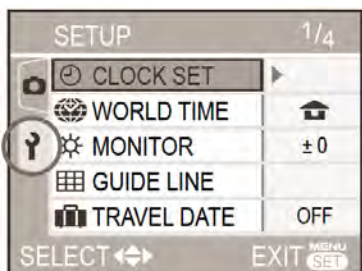 SETUP 1/4
CLOCK SET
WORLD TIME
MONITOR ±0
GUIDE LINE
TRAVEL DATE OFF
SELECT EXIT MENU SET